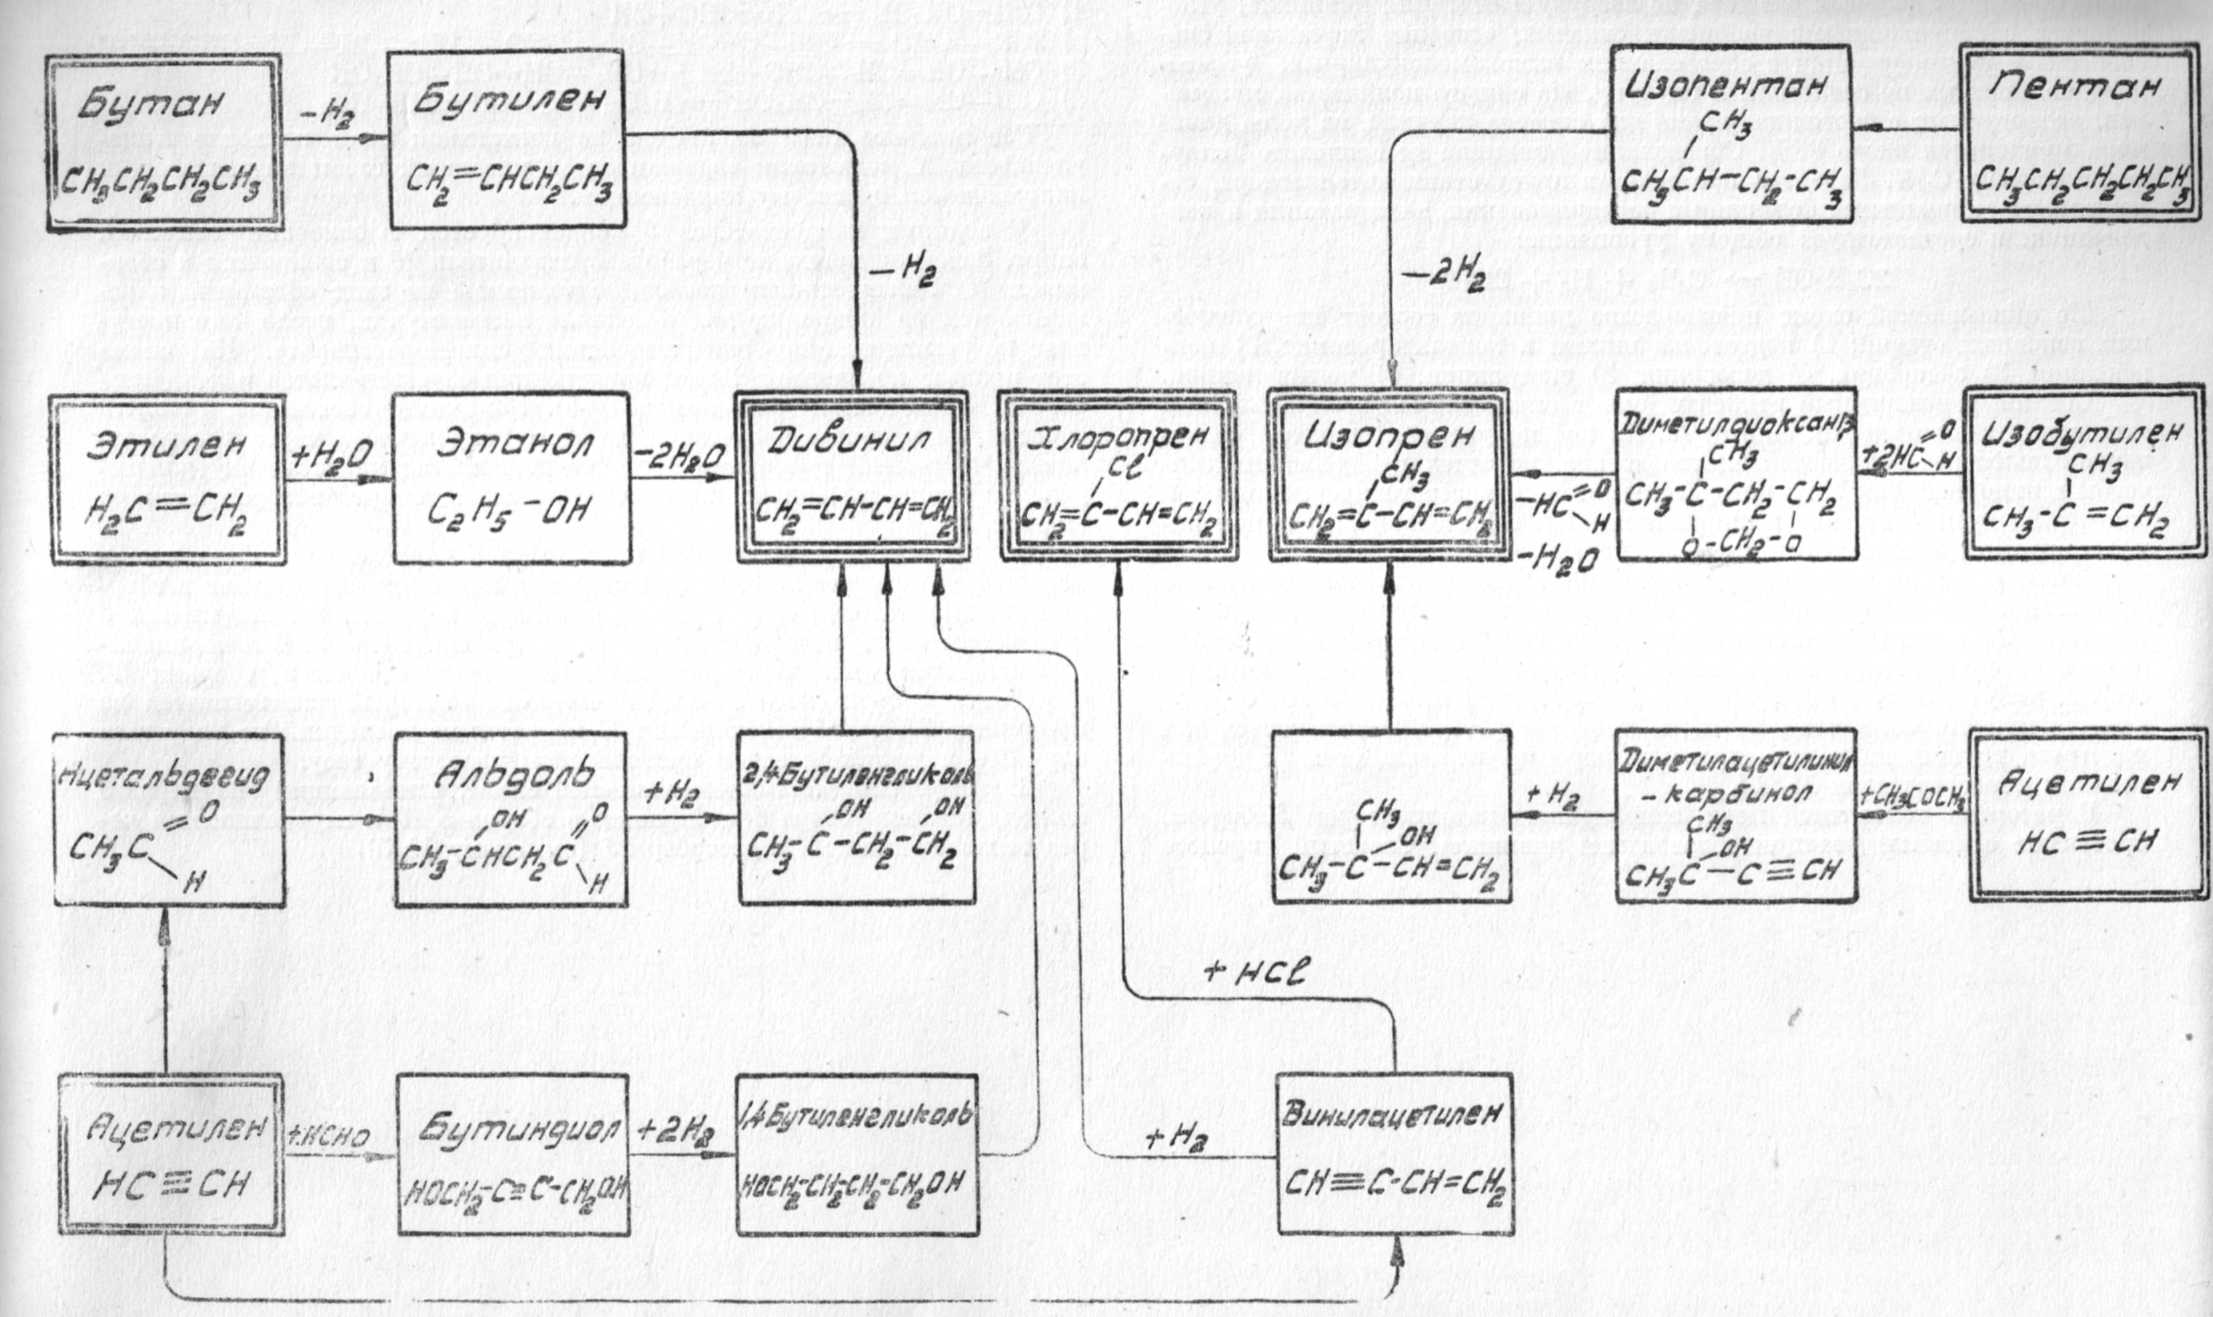 Бутан
CH3CH2CH2CH3
-H2
Бутилен
CH2=CHCH2CH3
-H2
Изопентан
CH3
CH3CH-CH2-CH3
-2H2
Пентан
CH3CH2CH2CH2CH3
Этилен
H2C=CH2
+H2O
Этанол
C2H5-OH
-2H2O
Дивинил
CH2=CH-CH=CH2
Хлоропрен
Cl
CH2=C-CH=CH2
Изопрен
CH3
CH2=C-CH=CH2
-HC=O
H
-H2O
Диметилдиоксан
CH3
CH3-C-CH2-CH2
O-CH2-O
+2HC=O
H
Изобутилен
CH3
CH3-C=CH2
Ацетальдегид
O
CH3C
H
Альдоль
OH O
CH3-CHCH2C
H
+H2
2,4Бутиленгликоль
OH OH
CH3-C-CH2-CH2
CH3
OH
CH3-C-CH=CH2
+H2
Диметилацетилинил
-карбинол
CH3
OH
CH3C-C≡CH
+CH3COCH3
Ацетилен
HC≡CH
+HCl
Ацетилен
HC≡CH
+HCHO
Бутиндиол
HOCH2-C≡C-CH2OH
+2H2
1,4Бутиленгликоль
HOCH2-CH2-CH2-CH2OH
+H2
Винилацетилен
CH≡C-CH=CH2